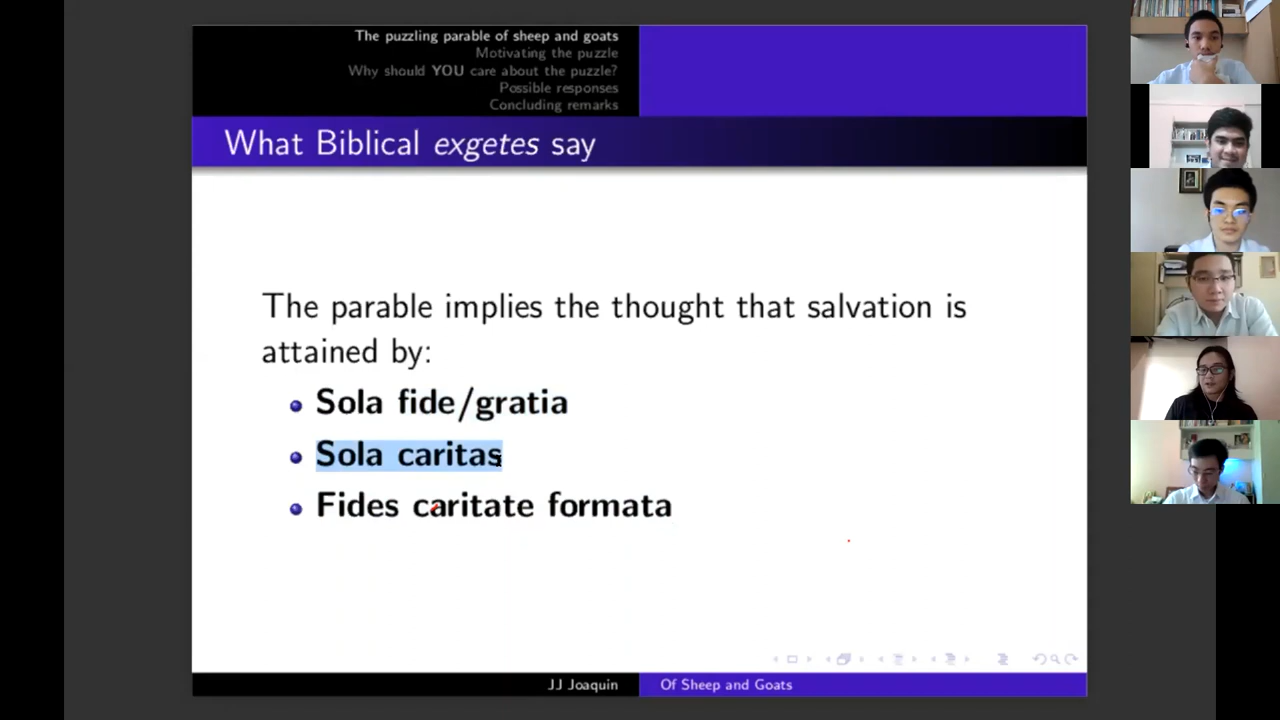 The puzzling parable of sheep and goats
Motivating the puzzle
Why should YOU care about the puzzle?
Possible responses
Concluding remarks
What Biblical exgetes say
The parable implies the thought that salvation is
attained by:
Sola fide/gratia
Sola caritas
Fides caritate formata
JJ Joaquin
Of Sheep and Goats